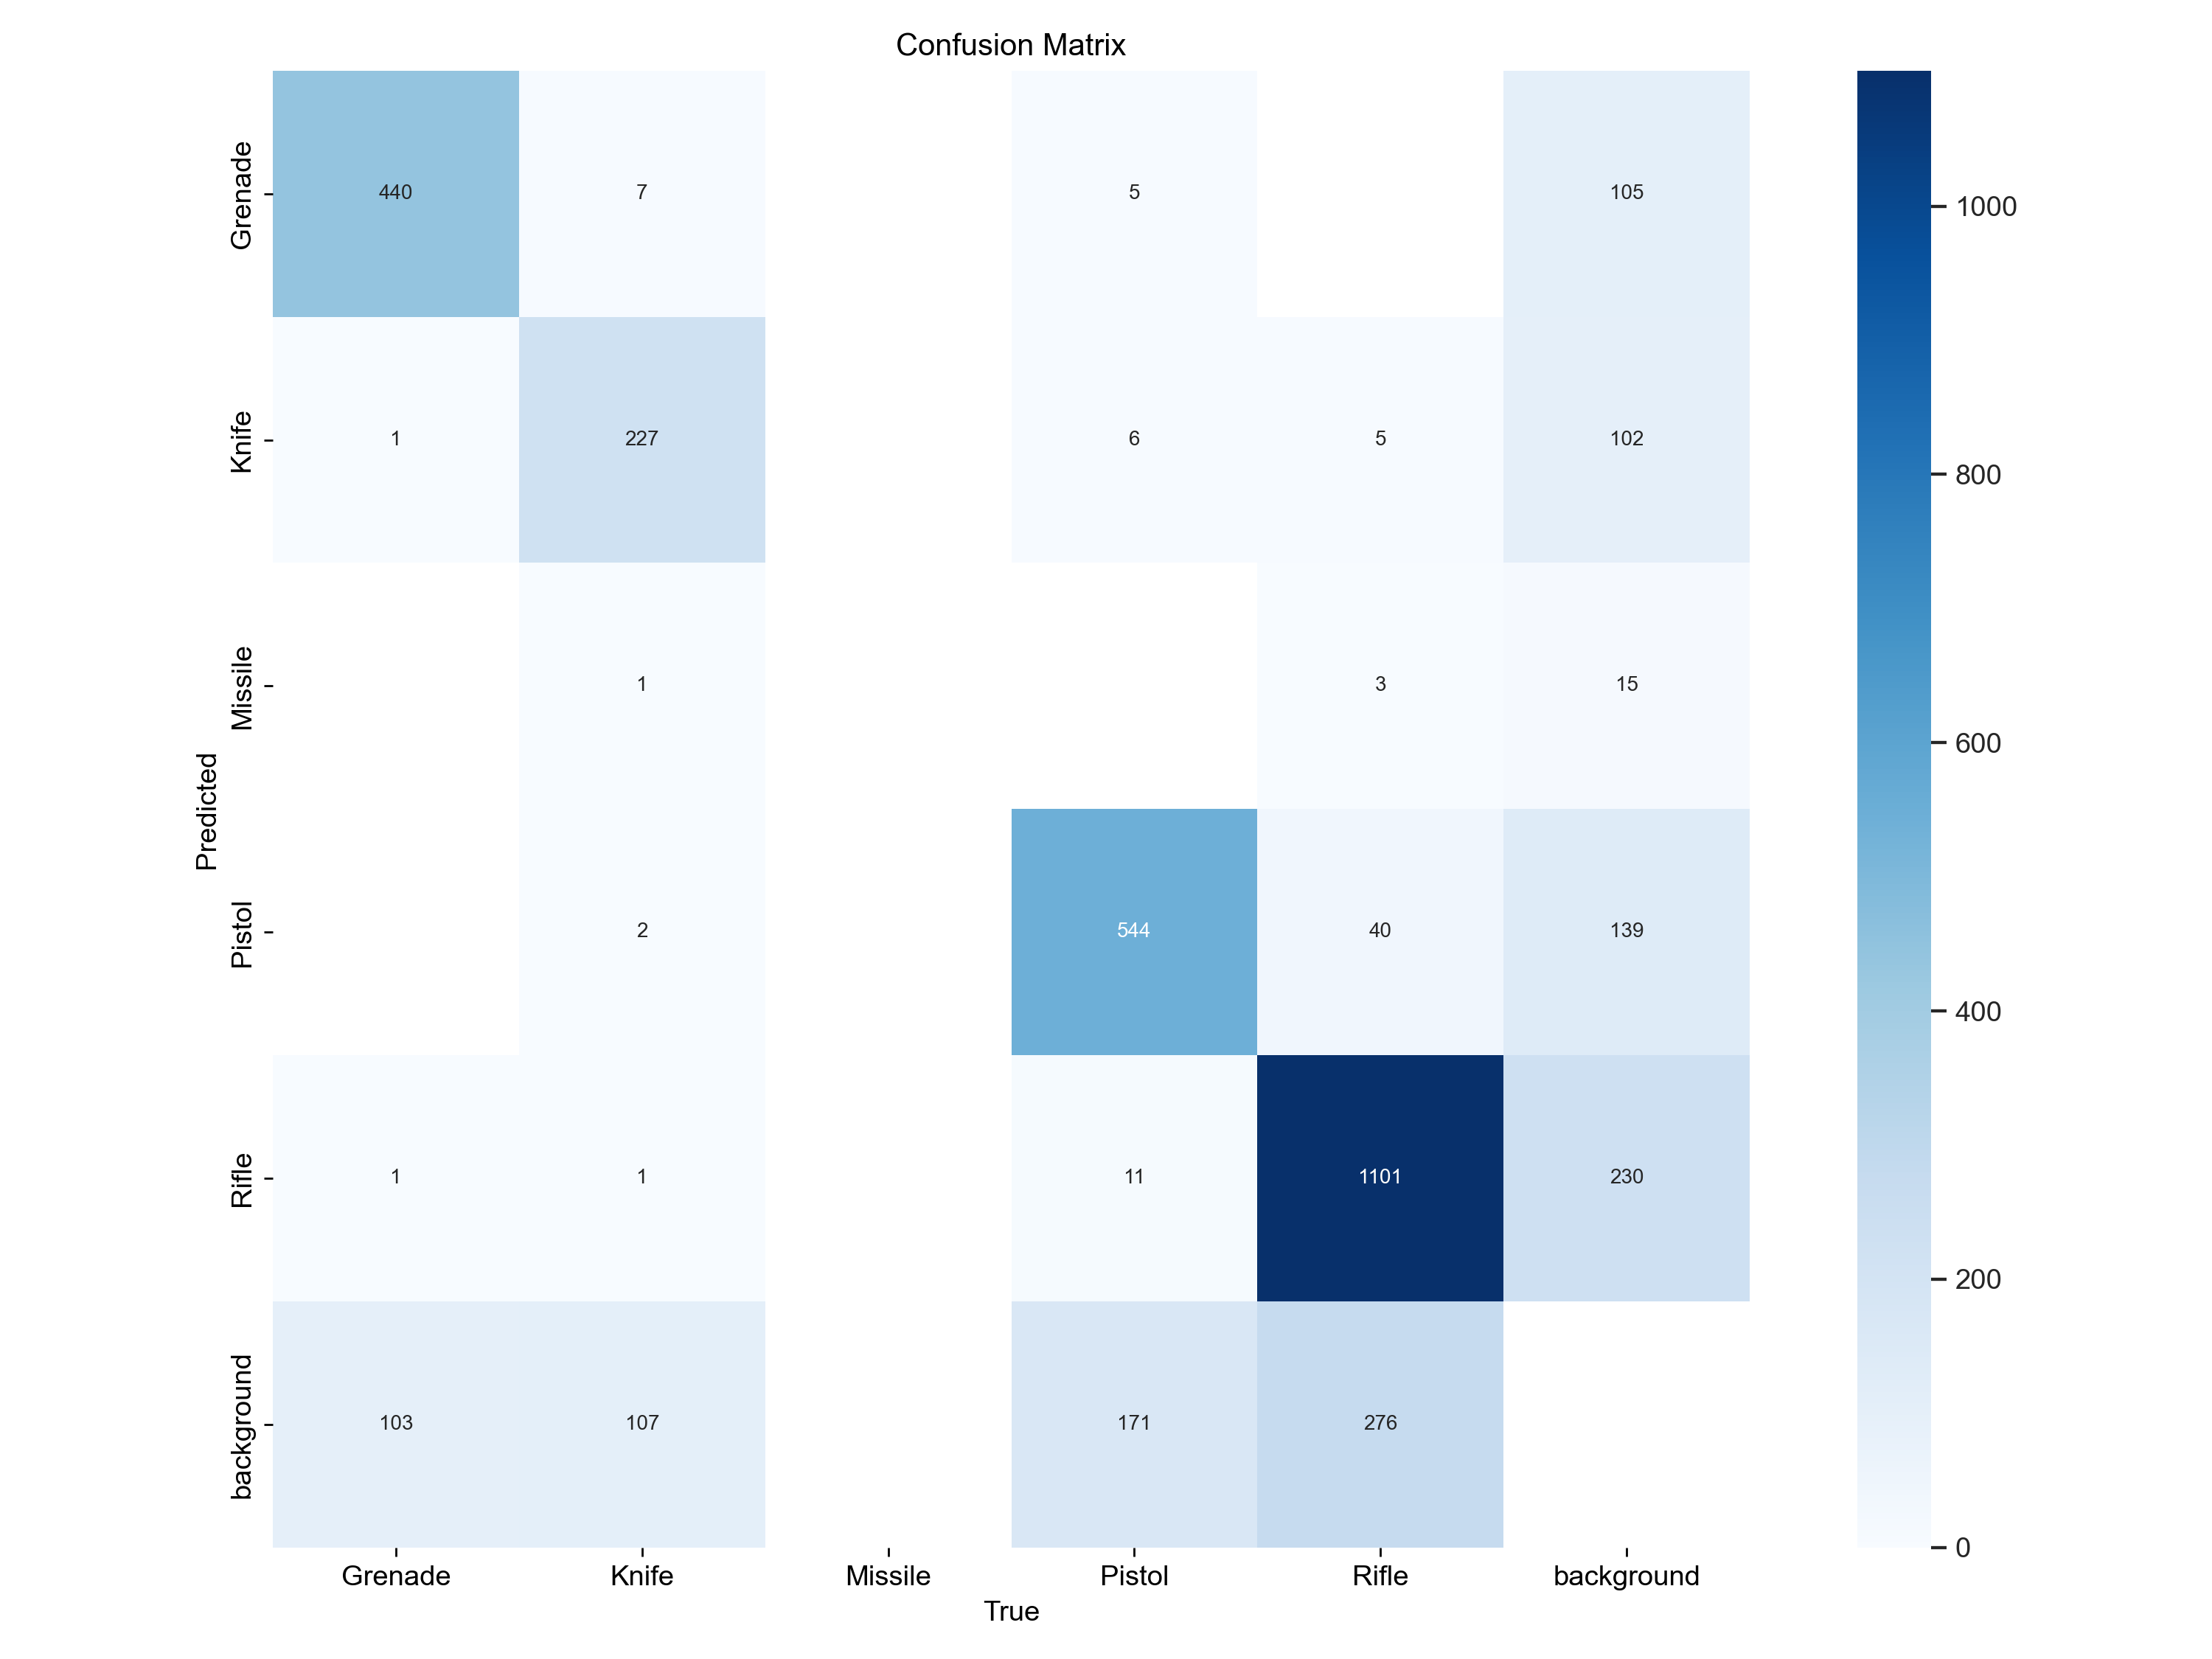 Confusion Matrix
Grenade
440
7
5
105
1000
Knife
1
227
6
5
102
800
Missile
1
3
15
600
Predicted
Pistol
2
544
40
139
400
Rifle
1
1
11
1101
230
200
background
103
107
171
276
0
Grenade
Knife
Missile
Pistol
Rifle
background
True